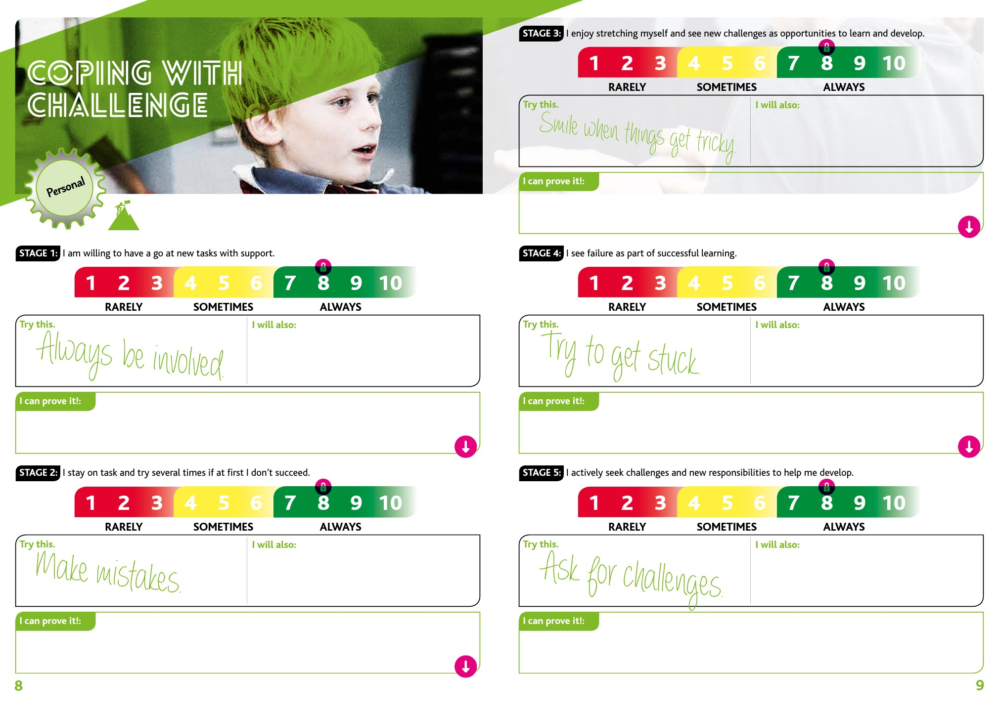 COPING WITH
CHALLENGE
Personal
STAGE 1: I am willing to have a go at new tasks with support.
1 2 3 4 5 6 7 8 9 10
RARELY SOMETIMES ALWAYS
Try this. I will also:
Always be involved.
I can prove it!:
STAGE 2: I stay on task and try several times if at first I don't succeed.
1 2 3 4 5 6 7 8 9 10
RARELY SOMETIMES ALWAYS
Try this. I will also:
Make mistakes.
I can prove it!:
8
STAGE 3: I enjoy stretching myself and see new challenges as opportunities to learn and develop.
1 2 3 4 5 6 7 8 9 10
RARELY SOMETIMES ALWAYS
Try this. I will also:
Smile when things get tricky.
I can prove it!:
STAGE 4: I see failure as part of successful learning.
1 2 3 4 5 6 7 8 9 10
RARELY SOMETIMES ALWAYS
Try this. I will also:
Try to get stuck.
I can prove it!:
STAGE 5: I actively seek challenges and new responsibilities to help me develop.
1 2 3 4 5 6 7 8 9 10
RARELY SOMETIMES ALWAYS
Try this. I will also:
Ask for challenges.
I can prove it!:
9